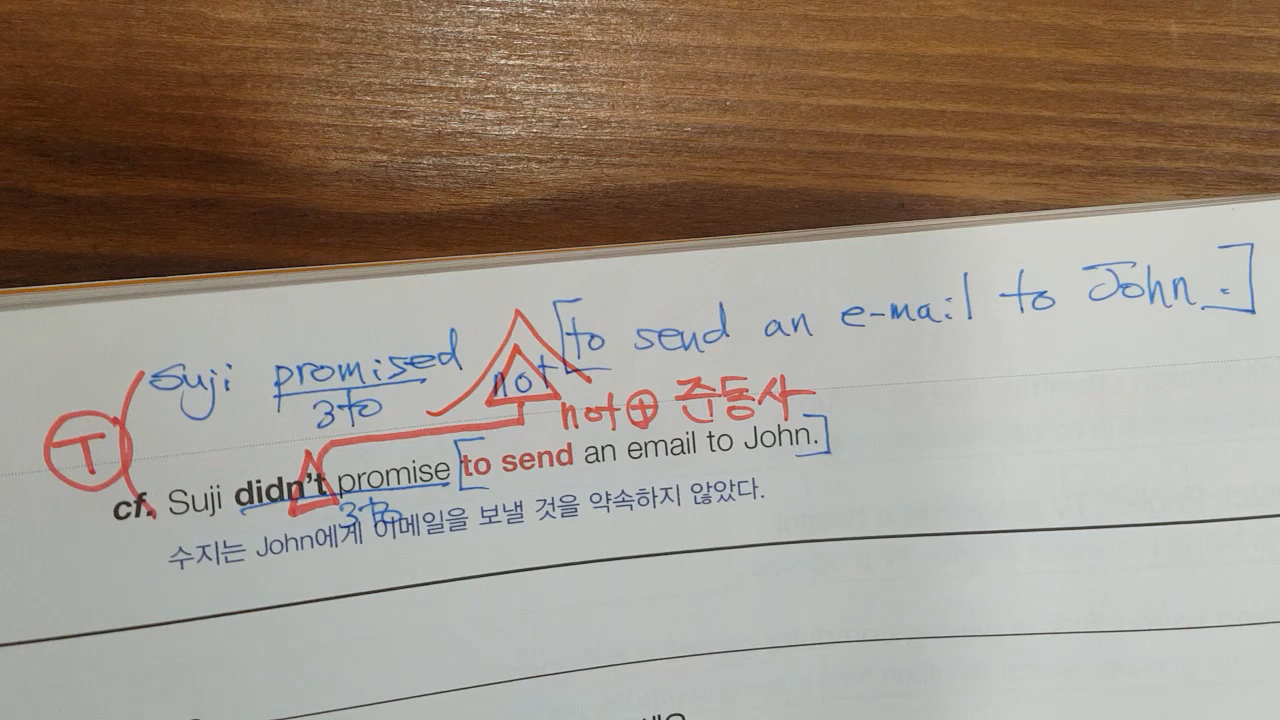 Suji promised not [to send an e-mail to John.]
3to
not ⊕ 준동사
T
cf. Suji didn't promise [to send an email to John.]
3to
수지는 John에게 이메일을 보낼 것을 약속하지 않았다.